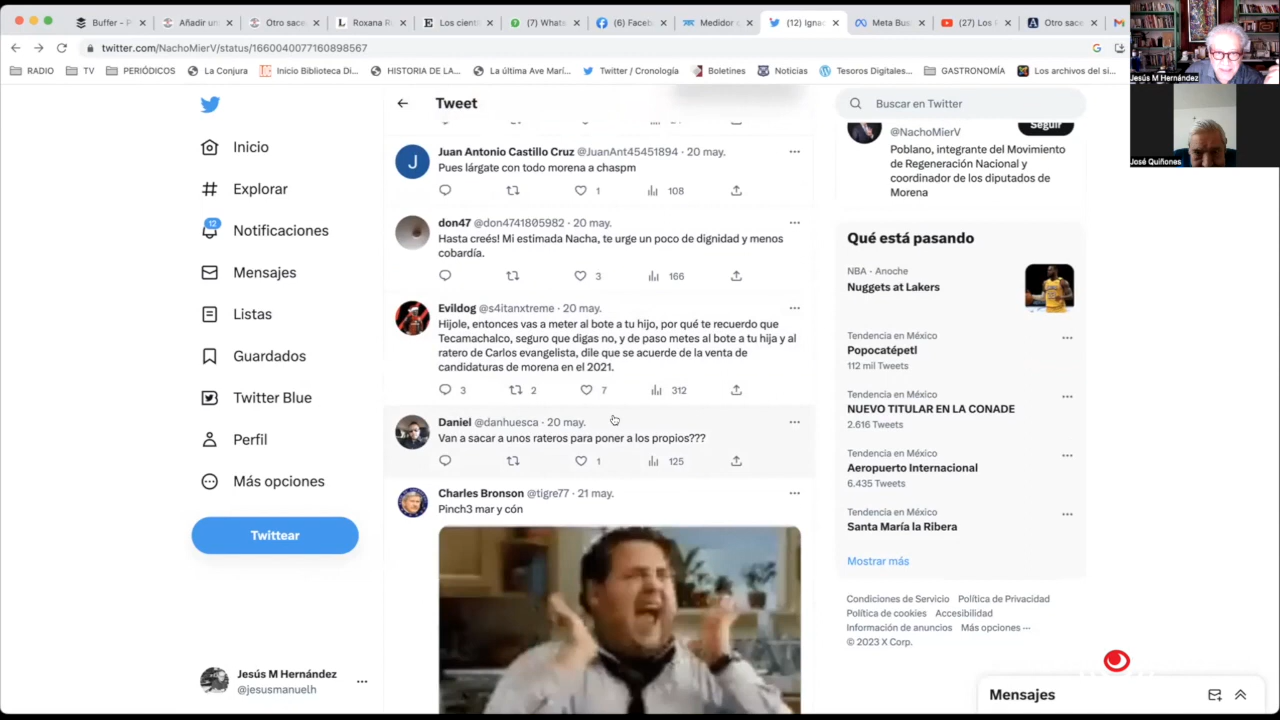 Buffer - P
Añadir un
Otro sace
Roxana R
Los cient
(7) Whats
(6) Faceb
Medidor
(12) Igna
Meta Bus
(27) Los
Otro sace
twitter.com/NachoMierV/status/1660040077160898567
RADIO
TV
PERIÓDICOS
La Conjura
Inicio Biblioteca Di...
HISTORIA DE LA...
La última Ave Marí...
Twitter / Cronología
Boletines
Noticias
Tesoros Digitales...
GASTRONOMÍA
Los archivos del si...
Jesús M Hernández
José Quiñones
Inicio
Explorar
12
Notificaciones
Mensajes
Listas
Guardados
Twitter Blue
Perfil
Más opciones
Twittear
Jesús M Hernández
@jesusmanuelh
Tweet
Juan Antonio Castillo Cruz @JuanAnt45451894 · 20 may.
Pues lárgate con todo morena a chaspm
1 108
don47 @don4741805982 · 20 may.
Hasta creés! Mi estimada Nacha, te urge un poco de dignidad y menos
cobardía.
3 166
Evildog @s4itanxtreme · 20 may.
Hijole, entonces vas a meter al bote a tu hijo, por qué te recuerdo que
Tecamachalco, seguro que digas no, y de paso metes al bote a tu hija y al
ratero de Carlos evangelista, dile que se acuerde de la venta de
candidaturas de morena en el 2021.
3 2 7 312
Daniel @danhuesca · 20 may.
Van a sacar a unos rateros para poner a los propios???
1 125
Charles Bronson @tigre77 · 21 may.
Pinch3 mar y cón
Buscar en Twitter
@NachoMierV
Seguir
Poblano, integrante del Movimiento
de Regeneración Nacional y
coordinador de los diputados de
Morena
Qué está pasando
NBA · Anoche
Nuggets at Lakers
Tendencia en México
Popocatépetl
112 mil Tweets
Tendencia en México
NUEVO TITULAR EN LA CONADE
2.616 Tweets
Tendencia en México
Aeropuerto Internacional
6.435 Tweets
Tendencia en México
Santa María la Ribera
Mostrar más
Condiciones de Servicio Política de Privacidad
Política de cookies Accesibilidad
Información de anuncios Más opciones ···
© 2023 X Corp.
Mensajes